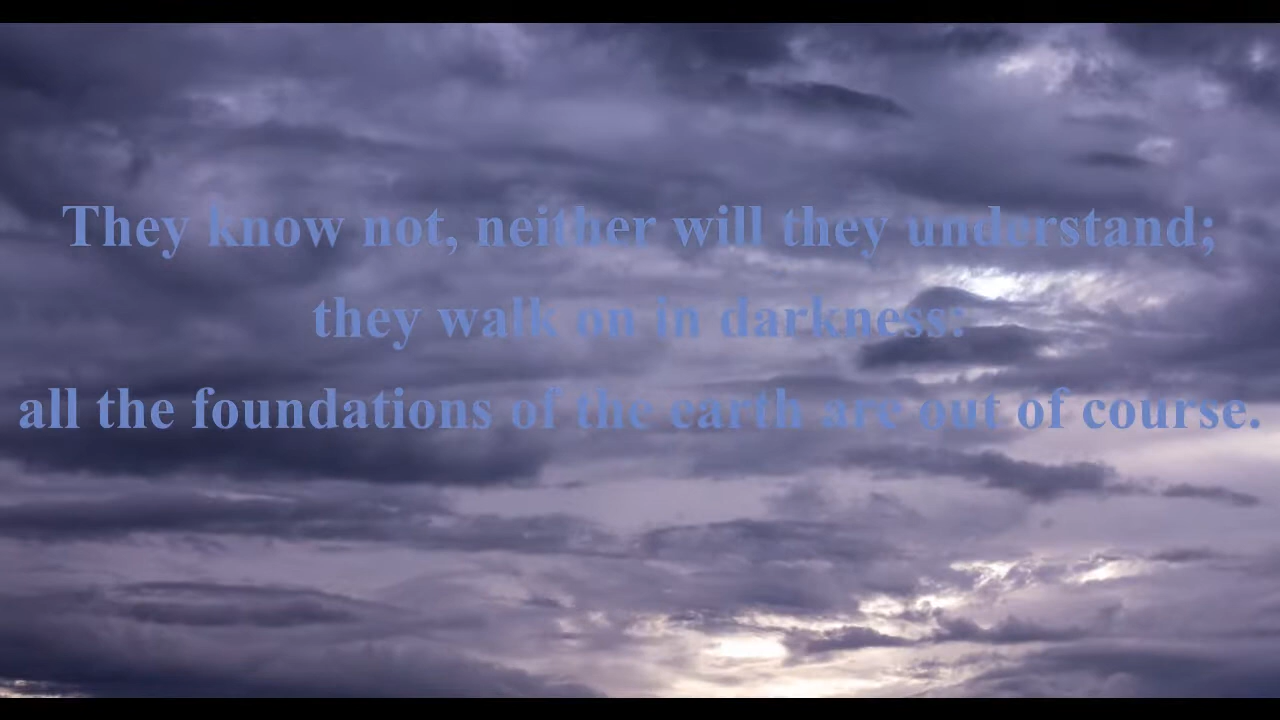 They know not, neither will they understand;
they walk on in darkness:
all the foundations of the earth are out of course.